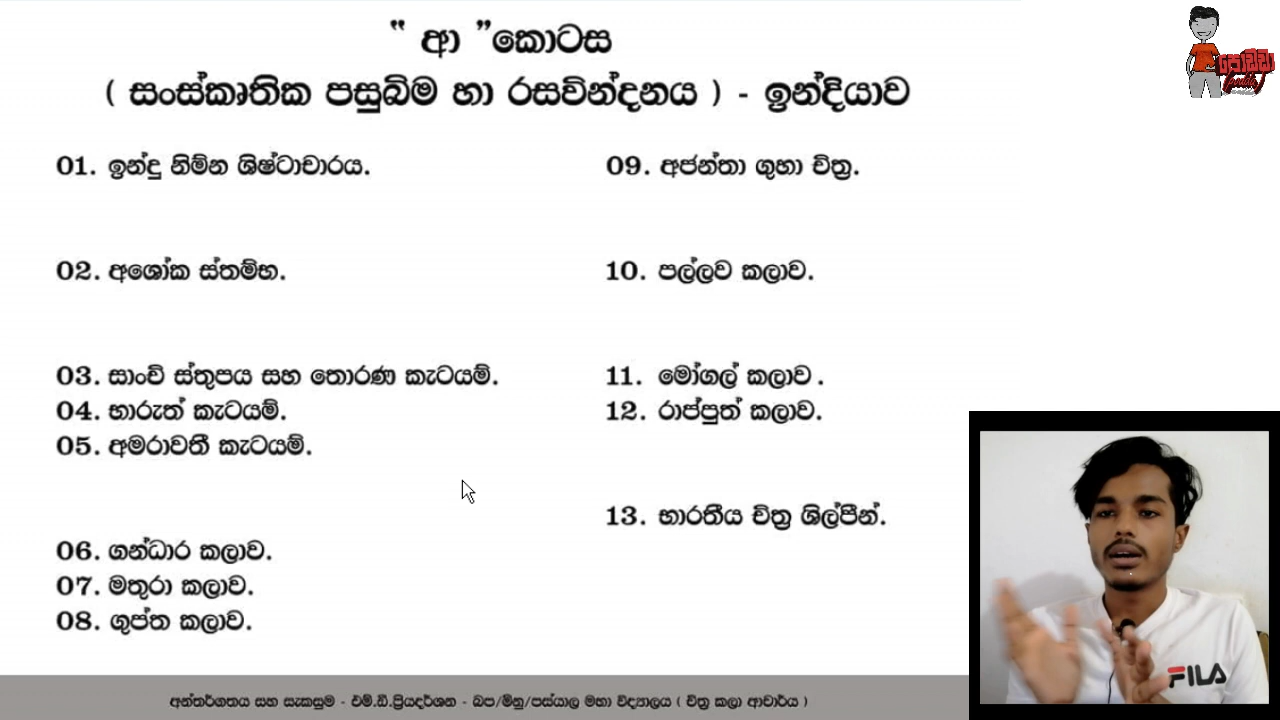 “ ආ ”කොටස
( සංස්කෘතික පසුබිම හා රසවින්දනය ) - ඉන්දියාව
01. ඉන්දු නිම්න ශිෂ්ටාචාරය.
02. අශෝක ස්තම්භ.
03. සාංචි ස්තූපය සහ තොරණ කැටයම්.
04. භාරුත් කැටයම්.
05. අමරාවතී කැටයම්.
06. ගන්ධාර කලාව.
07. මතුරා කලාව.
08. ගුප්ත කලාව.
09. අජන්තා ගුහා චිත්‍ර.
10. පල්ලව කලාව.
11. මෝගල් කලාව.
12. රාජ්පුත් කලාව.
13. භාරතීය චිත්‍ර ශිල්පීන්.
අන්තර්ගතය සහ සැකසුම - එම්.ඩී.ප්‍රියදර්ශන - බප/මිනු/පස්යාල මහා විද්‍යාලය ( චිත්‍ර කලා ආචාර්ය )
පොඩ්ඩා
FILA